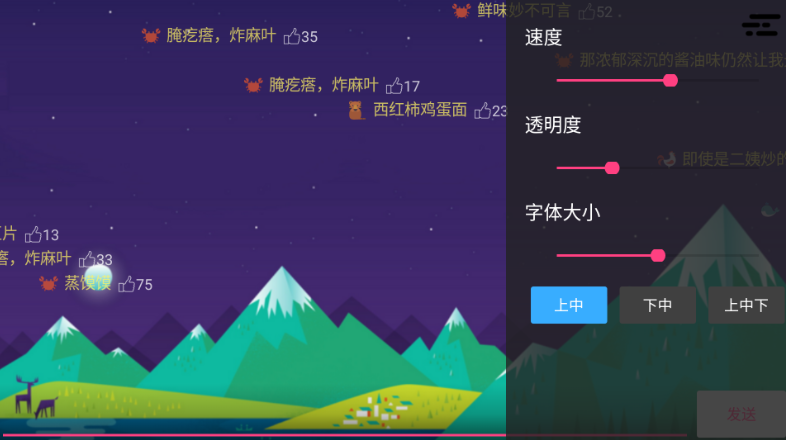 鲜味妙不可言 52
腌疙瘩，炸麻叶 35
那浓郁深沉的酱油味仍然让我
腌疙瘩，炸麻叶 17
西红柿鸡蛋面 23
即使是二姨炒的
片 13
瘩，炸麻叶 33
蒸馍馍 75
速度
透明度
字体大小
上中 下中 上中下
发送